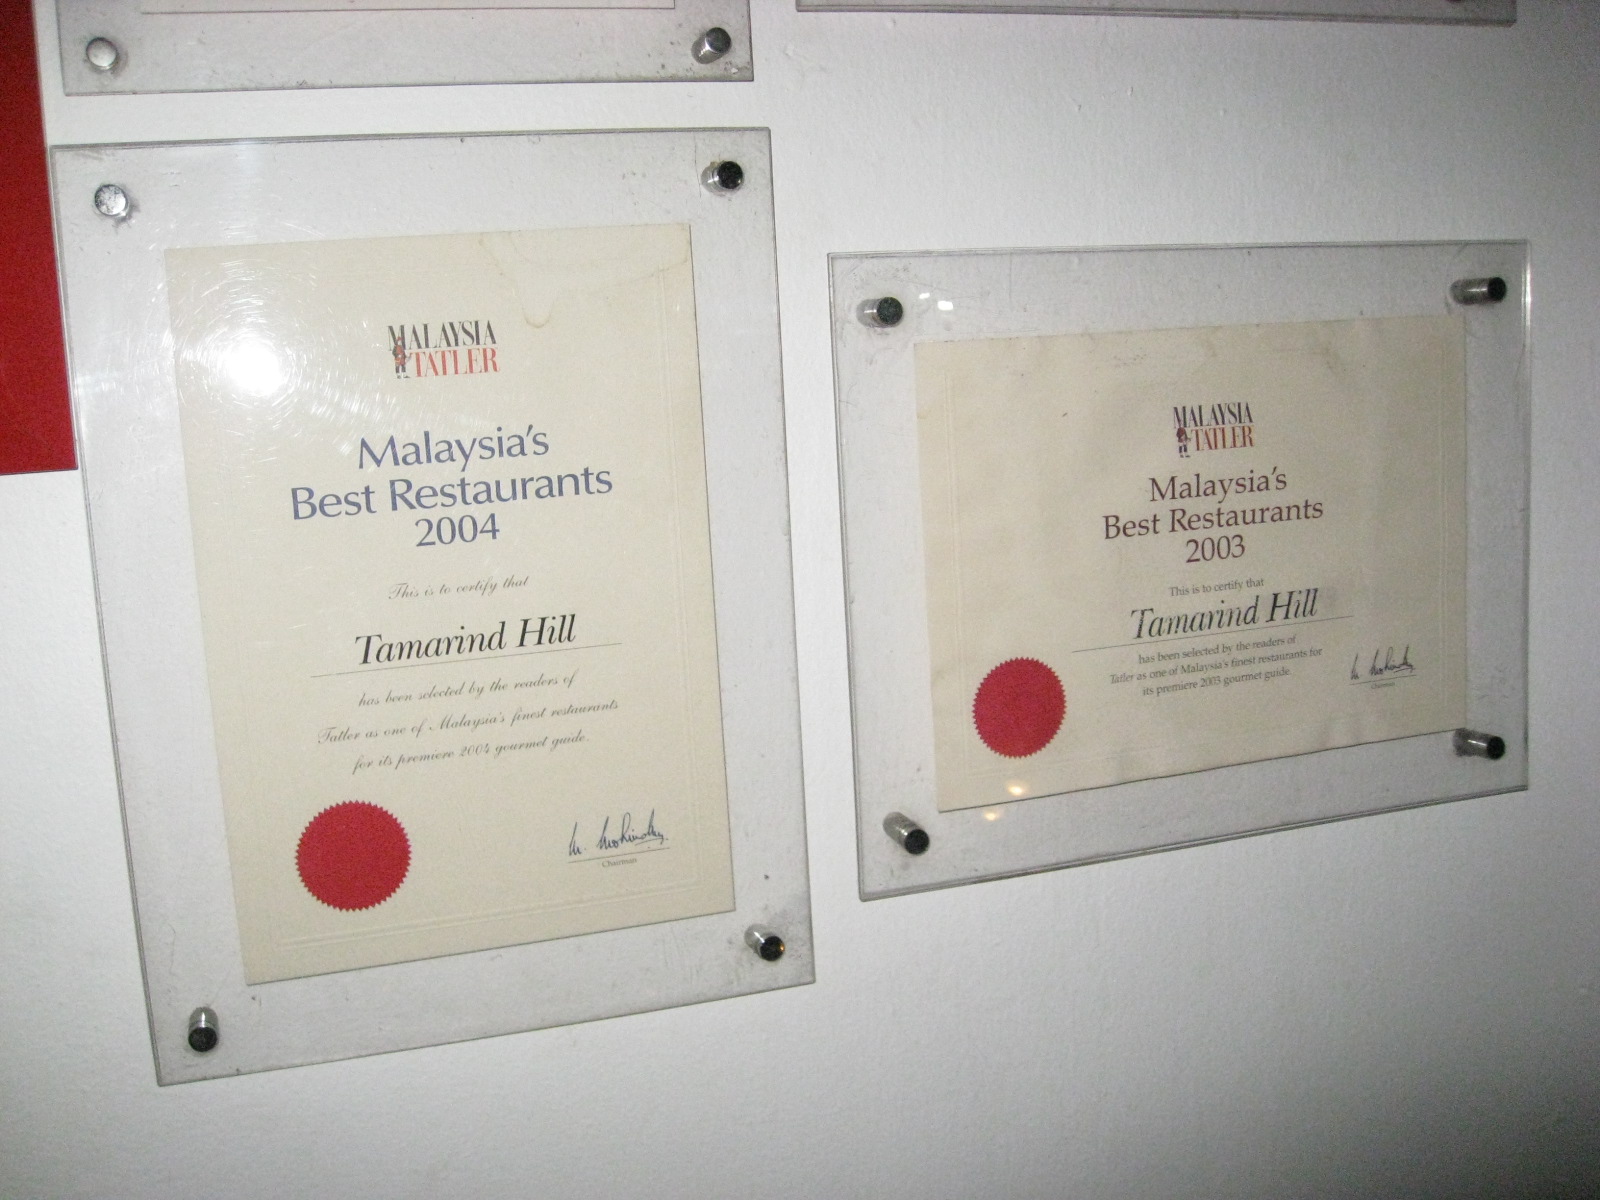 MALAYSIA
TATLER
Malaysia's
Best Restaurants
2004
This is to certify that
Tamarind Hill
has been selected by the readers of
Tatler as one of Malaysia's finest restaurants
for its premiere 2004 gourmet guide.
Chairman
MALAYSIA
TATLER
Malaysia's
Best Restaurants
2003
This is to certify that
Tamarind Hill
has been selected by the readers of
Tatler as one of Malaysia's finest restaurants for
its premiere 2003 gourmet guide
Chairman